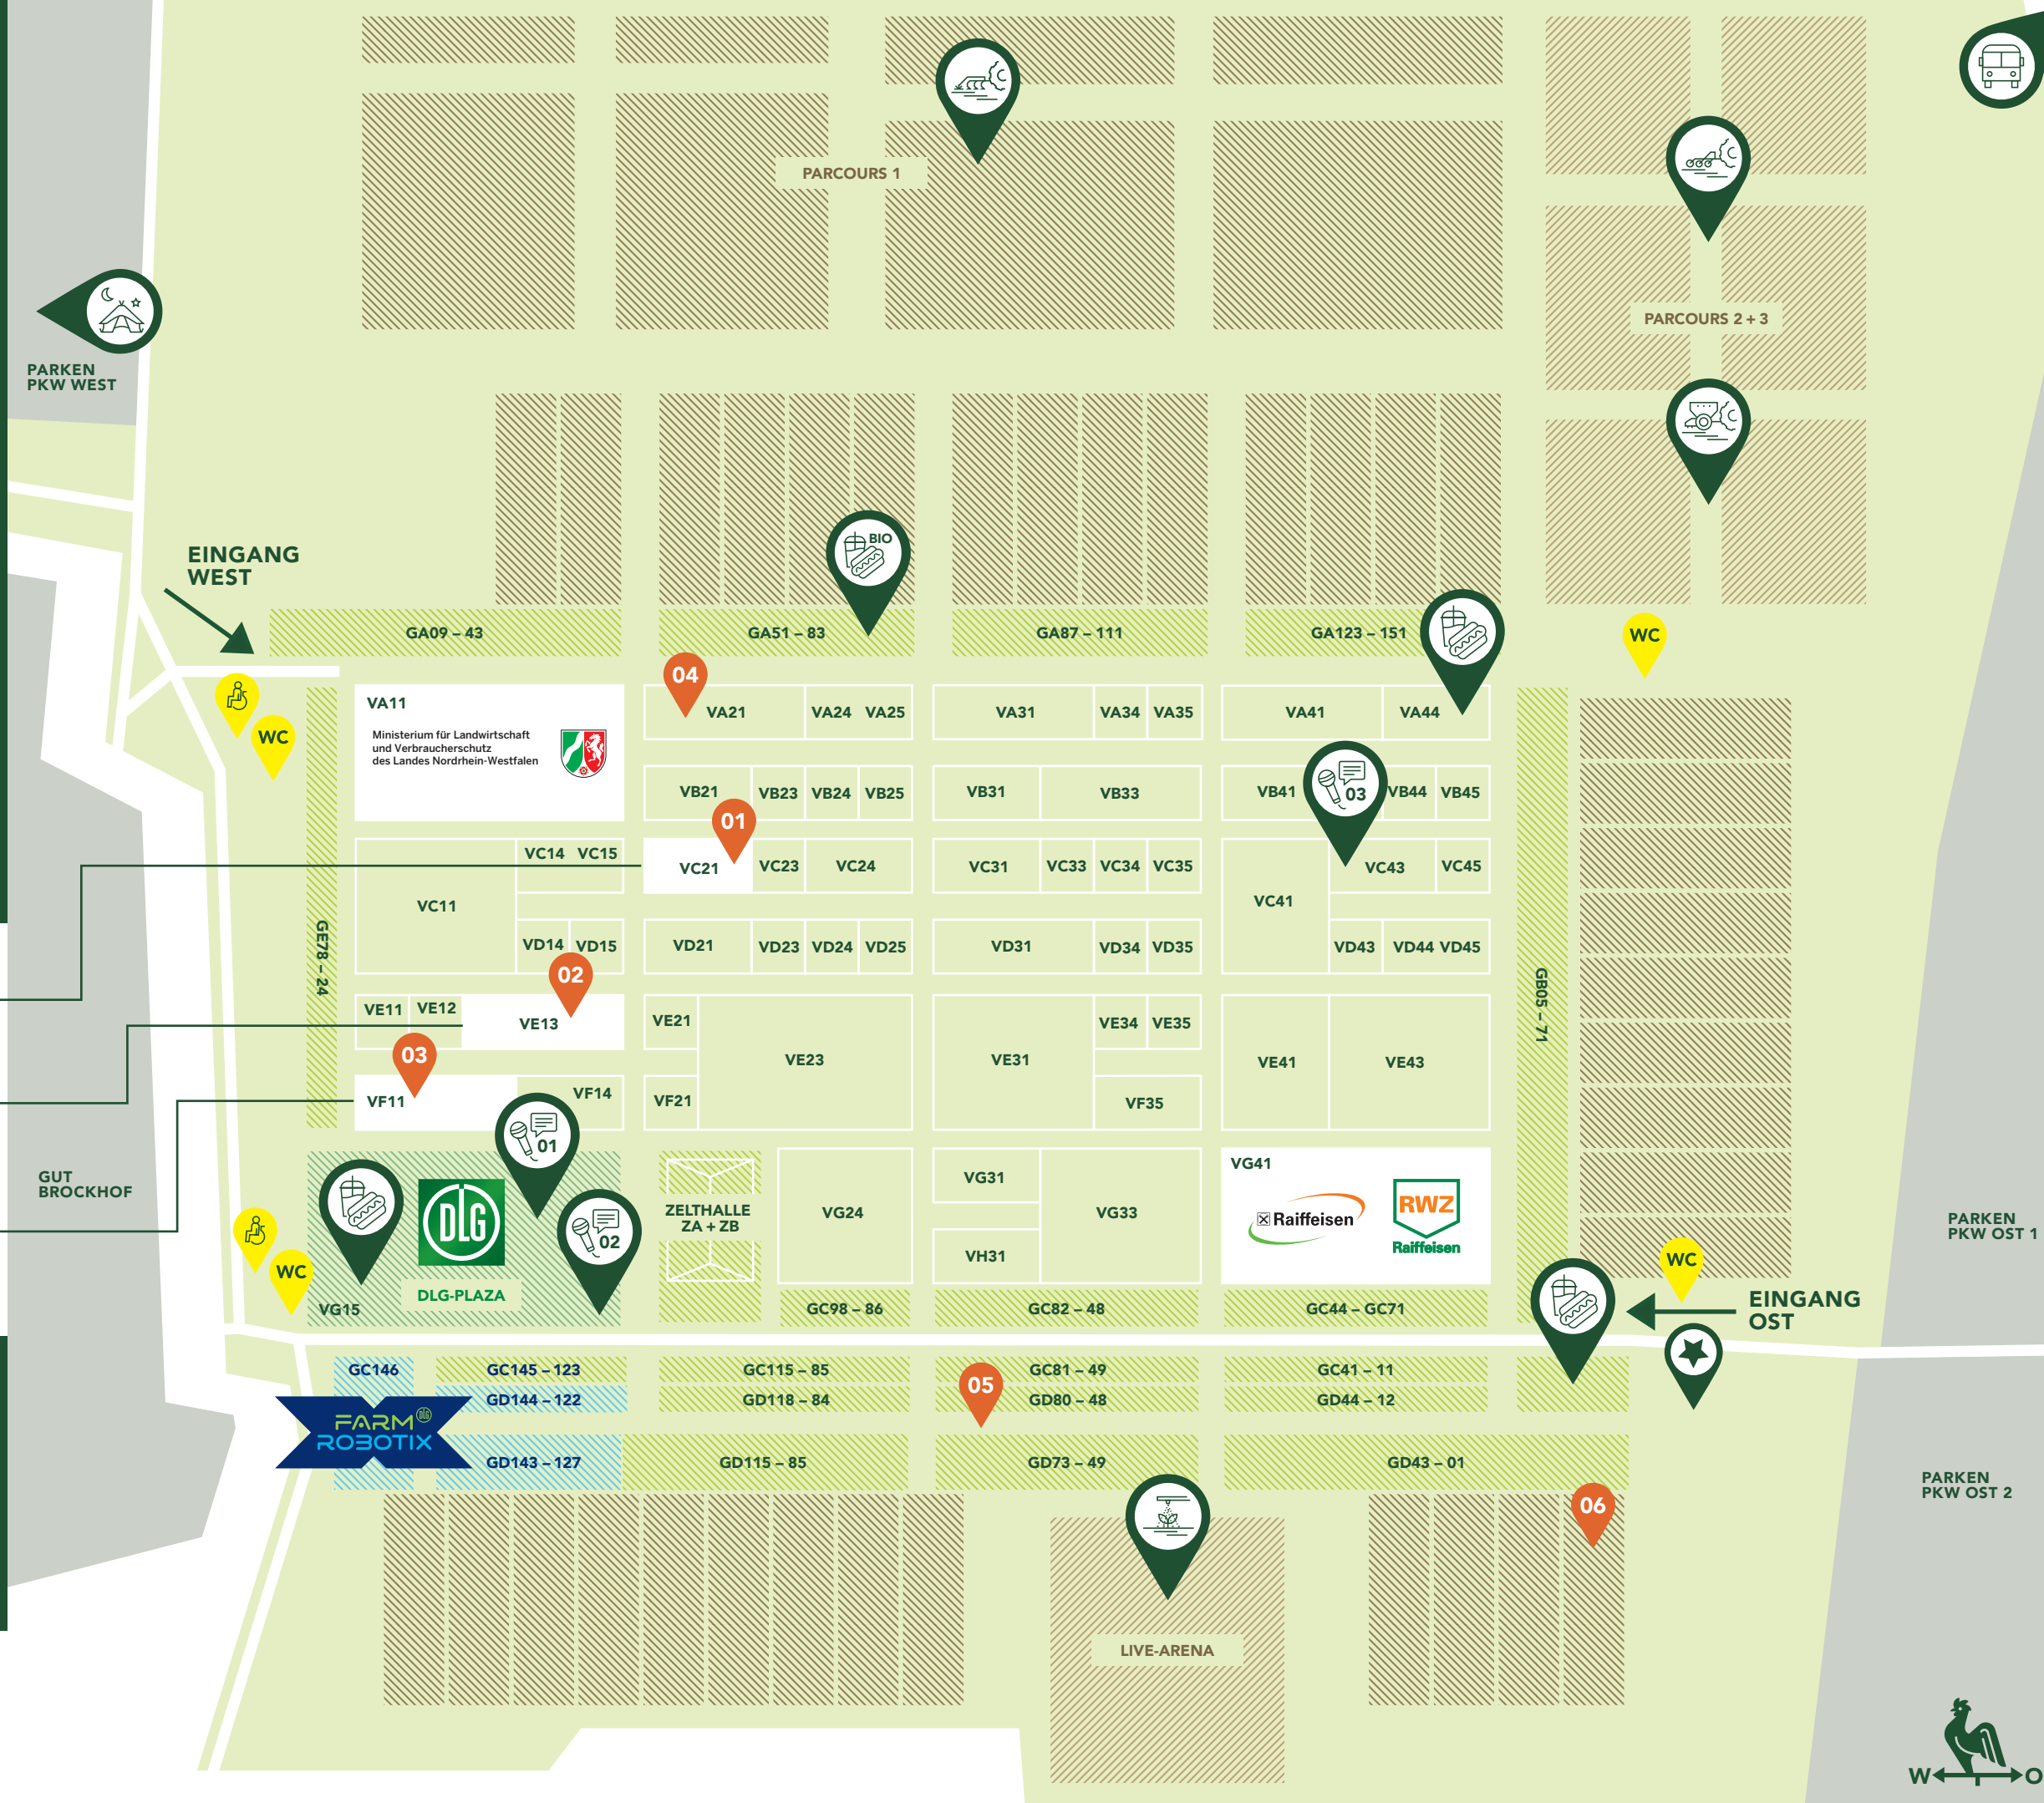 PARCOURS 1
PARCOURS 2 + 3
PARKEN
PKW WEST
BIO
EINGANG
WEST
GA09 – 43
GA51 – 83
GA87 – 111
GA123 – 151
WC
WC
04
VA11
Ministerium für Landwirtschaft
und Verbraucherschutz
des Landes Nordrhein-Westfalen
VA21
VA24
VA25
VA31
VA34
VA35
VA41
VA44
VB21
VB23
VB24
VB25
VB31
VB33
VB41
03
VB44
VB45
01
VC14
VC15
VC11
VC21
VC23
VC24
VC31
VC33
VC34
VC35
VC41
VC43
VC45
GE78 – 24
GB05 – 71
VD14
VD15
VD21
VD23
VD24
VD25
VD31
VD34
VD35
VD43
VD44
VD45
02
VE11
VE12
VE13
VE21
VE23
VE31
VE34
VE35
VE41
VE43
03
VF11
VF14
VF21
VF35
01
GUT
BROCKHOF
DLG
02
DLG-PLAZA
VG15
WC
ZELTHALLE
ZA + ZB
VG24
VG31
VG33
VH31
VG41
Raiffeisen
RWZ
Raiffeisen
PARKEN
PKW OST 1
WC
EINGANG
OST
GC98 – 86
GC82 – 48
GC44 – GC71
GC146
GC145 – 123
GC115 – 85
GC81 – 49
GC41 – 11
GD144 – 122
GD118 – 84
05
GD80 – 48
GD44 – 12
FARM
DLG
ROBOTIX
GD143 – 127
GD115 – 85
GD73 – 49
GD43 – 01
PARKEN
PKW OST 2
06
LIVE-ARENA
W
O